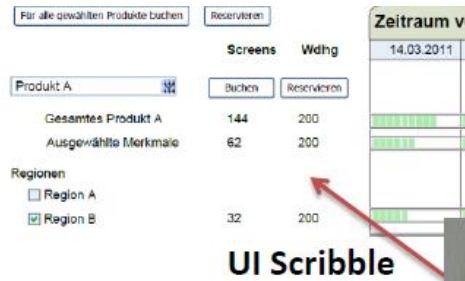 Für alle gewählten Produkte buchen Reservieren
Zeitraum v
Screens Wdhg 14.03.2011
Produkt A Buchen Reservieren
Gesamtes Produkt A 144 200
Ausgewählte Merkmale 62 200
Regionen
Region A
Region B 32 200
UI Scribble